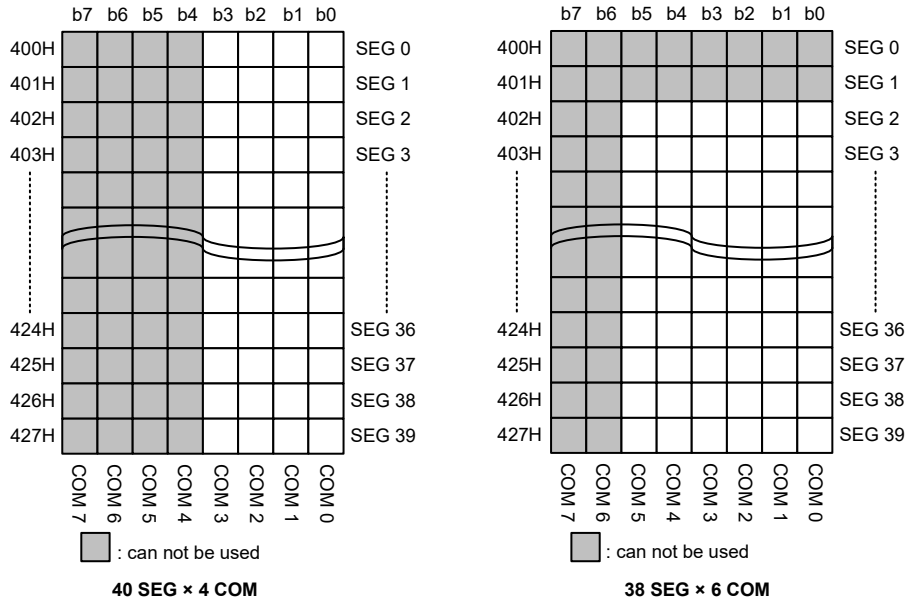 b7 b6 b5 b4 b3 b2 b1 b0
400H SEG 0
401H SEG 1
402H SEG 2
403H SEG 3
424H SEG 36
425H SEG 37
426H SEG 38
427H SEG 39
COM 7 COM 6 COM 5 COM 4 COM 3 COM 2 COM 1 COM 0
: can not be used
40 SEG × 4 COM
b7 b6 b5 b4 b3 b2 b1 b0
400H SEG 0
401H SEG 1
402H SEG 2
403H SEG 3
424H SEG 36
425H SEG 37
426H SEG 38
427H SEG 39
COM 7 COM 6 COM 5 COM 4 COM 3 COM 2 COM 1 COM 0
: can not be used
38 SEG × 6 COM